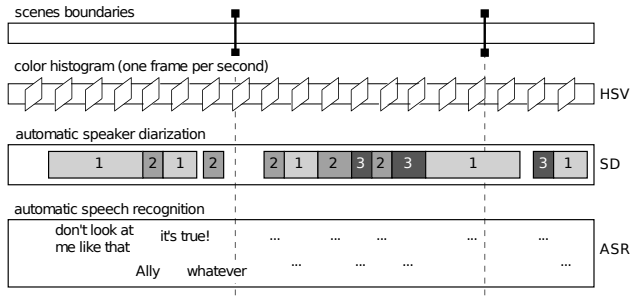 scenes boundaries
color histogram (one frame per second)
HSV
automatic speaker diarization
1 2 1 2 2 1 2 3 2 3 1 3 1
SD
automatic speech recognition
don't look at
me like that
it's true!
... ... ... ... ...
Ally whatever ... ... ... ...
ASR